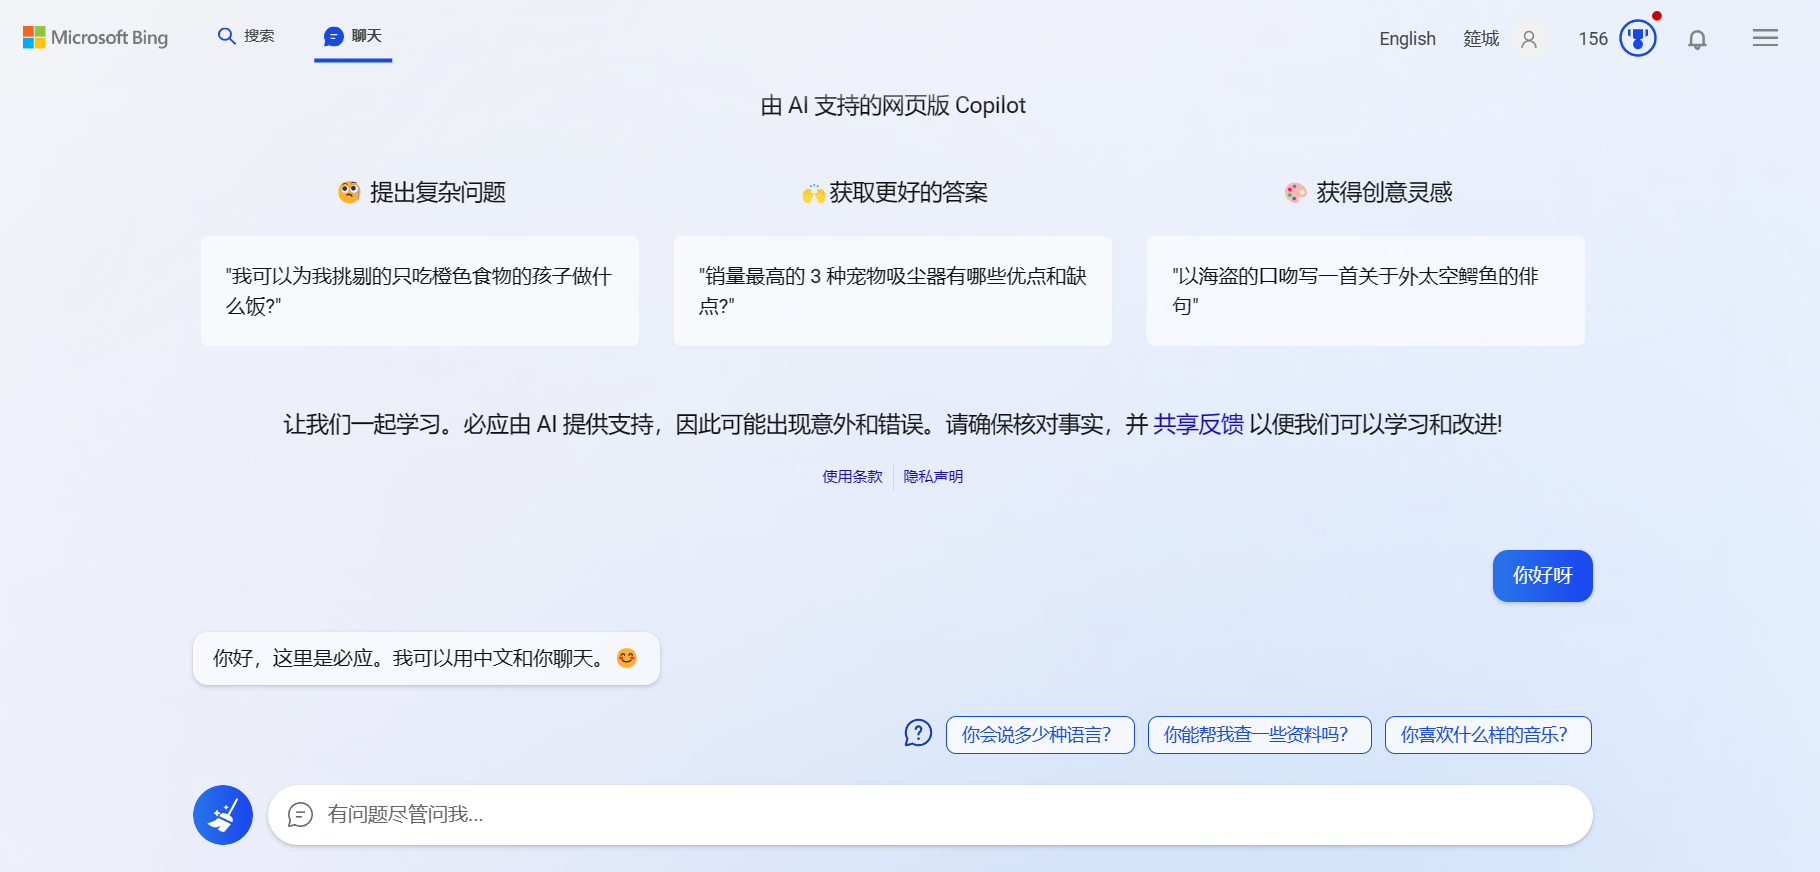 Microsoft Bing
搜索
聊天
English
筵城
156
由 AI 支持的网页版 Copilot
提出复杂问题
"我可以为我挑剔的只吃橙色食物的孩子做什
么饭?"
获取更好的答案
"销量最高的 3 种宠物吸尘器有哪些优点和缺
点?"
获得创意灵感
"以海盗的口吻写一首关于外太空鳄鱼的俳
句"
让我们一起学习。必应由 AI 提供支持，因此可能出现意外和错误。请确保核对事实，并 共享反馈 以便我们可以学习和改进!
使用条款
隐私声明
你好呀
你好，这里是必应。我可以用中文和你聊天。😊
你会说多少种语言?
你能帮我查一些资料吗?
你喜欢什么样的音乐?
有问题尽管问我...